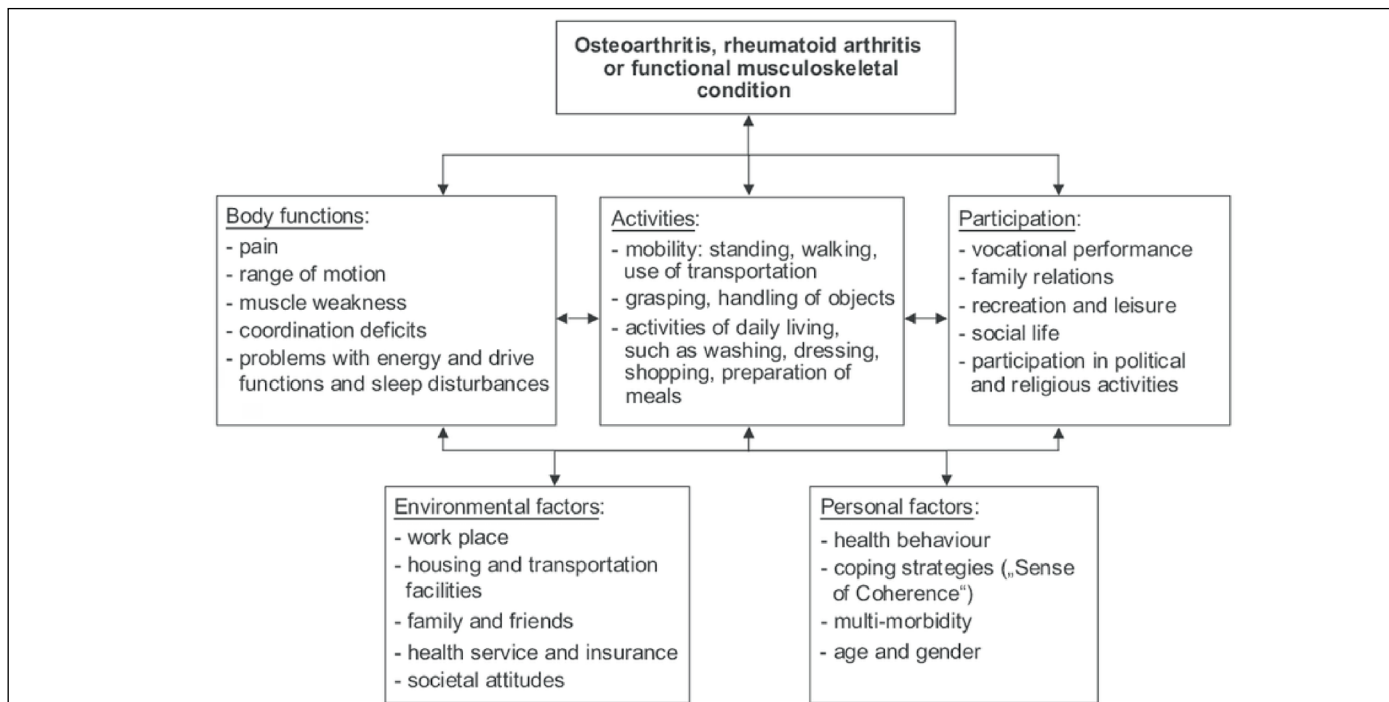 Osteoarthritis, rheumatoid arthritis
or functional musculoskeletal
condition
Body functions:
- pain
- range of motion
- muscle weakness
- coordination deficits
- problems with energy and drive
functions and sleep disturbances
Activities:
- mobility: standing, walking,
use of transportation
- grasping, handling of objects
- activities of daily living,
such as washing, dressing,
shopping, preparation of
meals
Participation:
- vocational performance
- family relations
- recreation and leisure
- social life
- participation in political
and religious activities
Environmental factors:
- work place
- housing and transportation
facilities
- family and friends
- health service and insurance
- societal attitudes
Personal factors:
- health behaviour
- coping strategies („Sense
of Coherence“)
- multi-morbidity
- age and gender